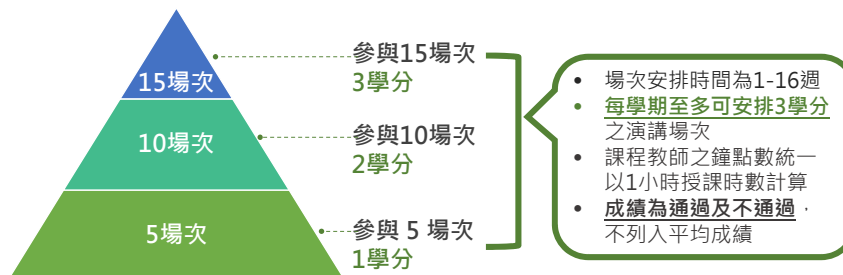 15場次
10場次
5場次
參與15場次
3學分
參與10場次
2學分
參與 5 場次
1學分
• 場次安排時間為1-16週
• 每學期至多可安排3學分
之演講場次
• 課程教師之鐘點數統一
以1小時授課時數計算
• 成績為通過及不通過，
不列入平均成績